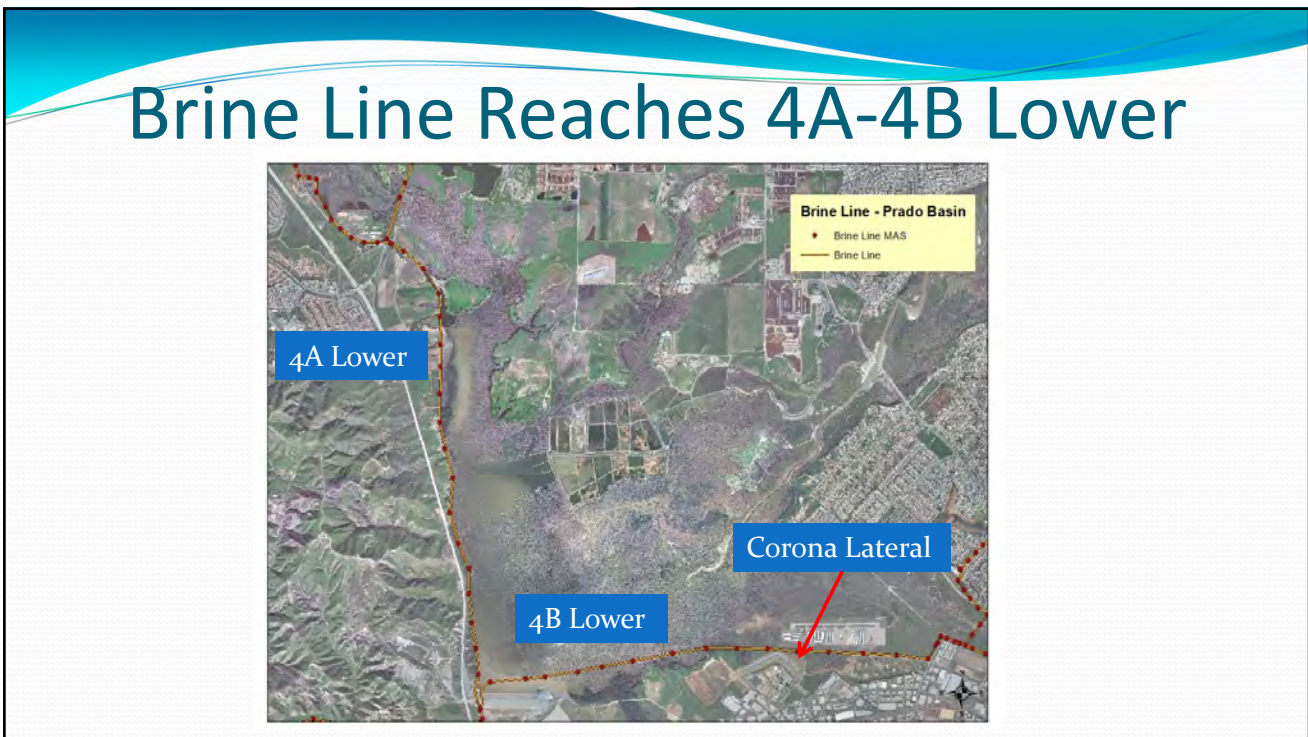 Brine Line Reaches 4A-4B Lower
Brine Line - Prado Basin
Brine Line MAS
Brine Line
4A Lower
Corona Lateral
4B Lower